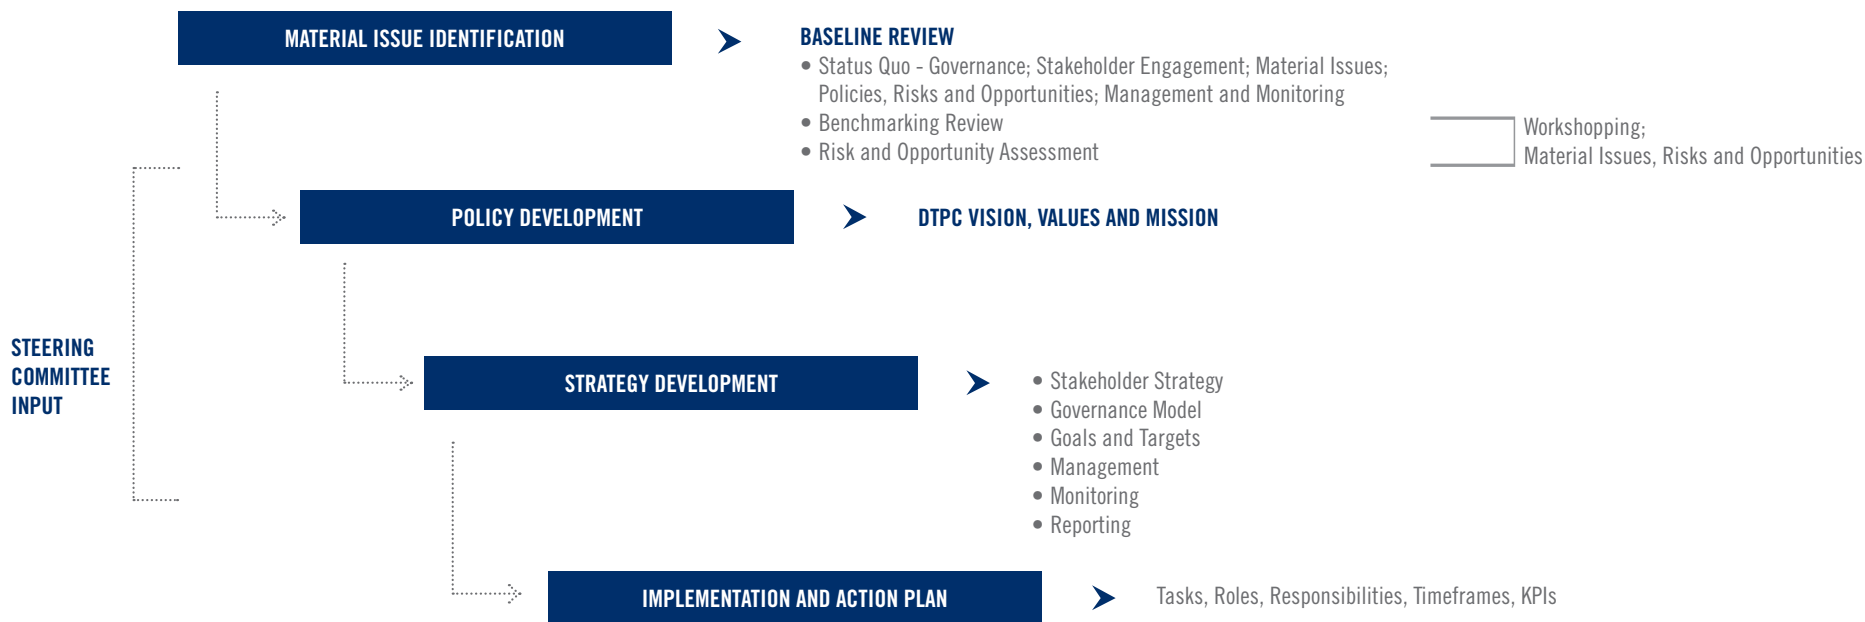 MATERIAL ISSUE IDENTIFICATION
BASELINE REVIEW
• Status Quo - Governance; Stakeholder Engagement; Material Issues;
Policies, Risks and Opportunities; Management and Monitoring
• Benchmarking Review
• Risk and Opportunity Assessment
Workshopping;
Material Issues, Risks and Opportunities
POLICY DEVELOPMENT
DTPC VISION, VALUES AND MISSION
STEERING
COMMITTEE
INPUT
STRATEGY DEVELOPMENT
• Stakeholder Strategy
• Governance Model
• Goals and Targets
• Management
• Monitoring
• Reporting
IMPLEMENTATION AND ACTION PLAN
Tasks, Roles, Responsibilities, Timeframes, KPIs